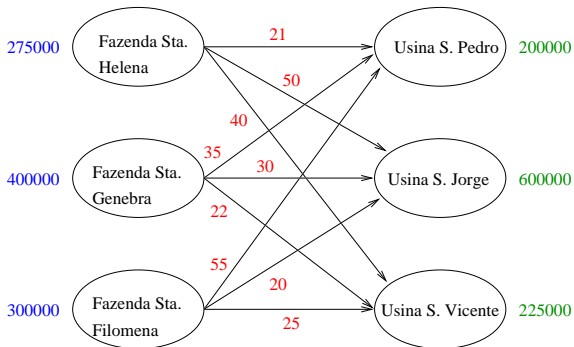 21
275000
Fazenda Sta.
Helena
Usina S. Pedro
200000
50
40
35
400000
Fazenda Sta.
Genebra
30
Usina S. Jorge
600000
22
55
20
300000
Fazenda Sta.
Filomena
25
Usina S. Vicente
225000